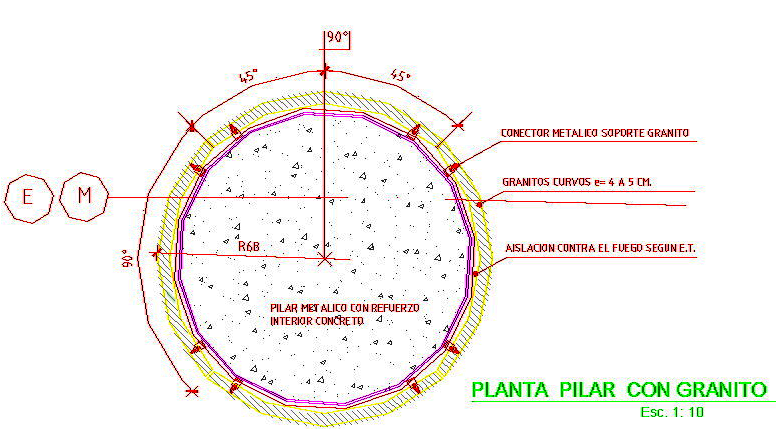 90°
45°
45°
CONECTOR METALICO SOPORTE GRANITO
GRANITOS CURVOS e= 4 A 5 CM.
E
M
AISLACION CONTRA EL FUEGO SEGUN E.T.
R68
90°
PILAR METALICO CON REFUERZO
INTERIOR CONCRETO
PLANTA PILAR CON GRANITO
Esc. 1: 10